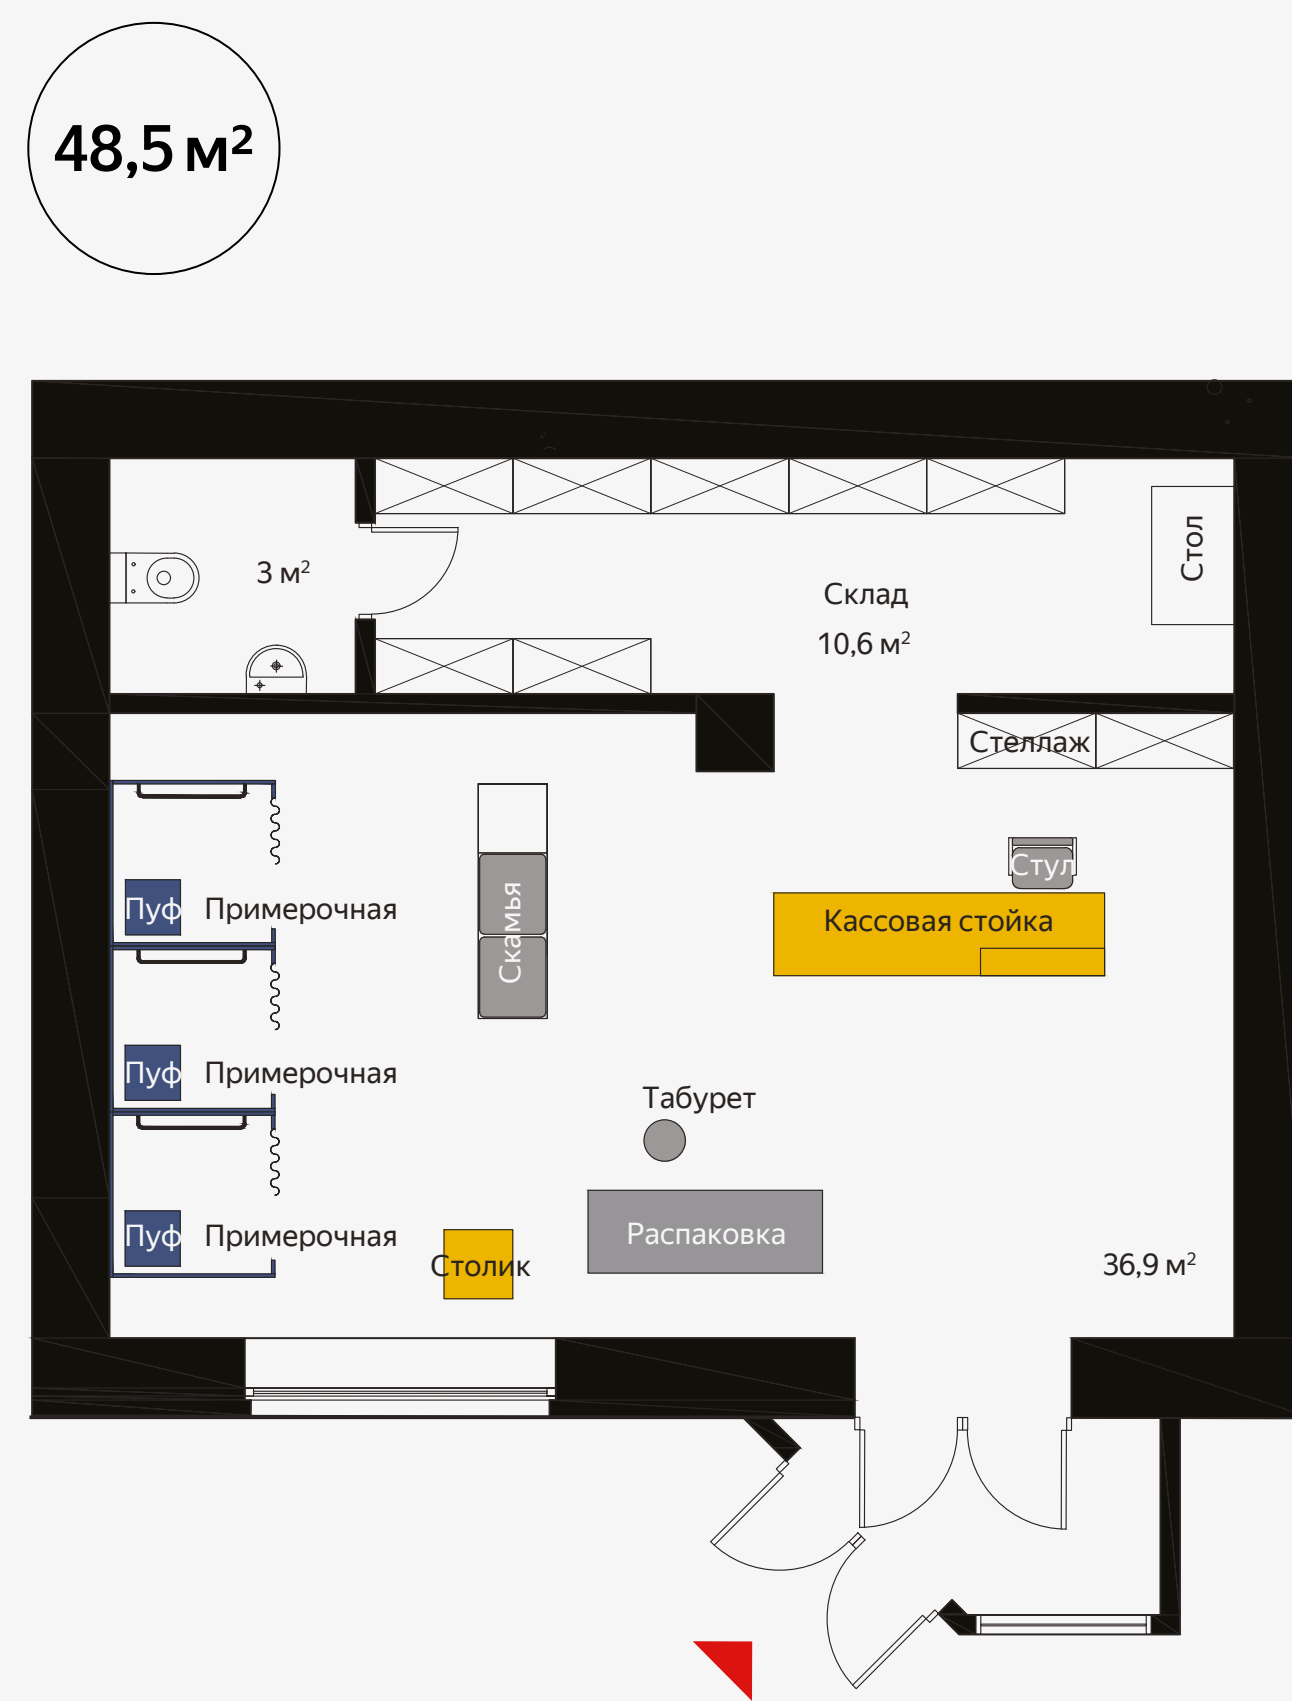 48,5 м²
3 м²
Стол
Склад
10,6 м²
Стеллаж
Стул
Пуф Примерочная
Скамья
Кассовая стойка
Пуф Примерочная
Табурет
Пуф Примерочная
Столик
Распаковка
36,9 м²